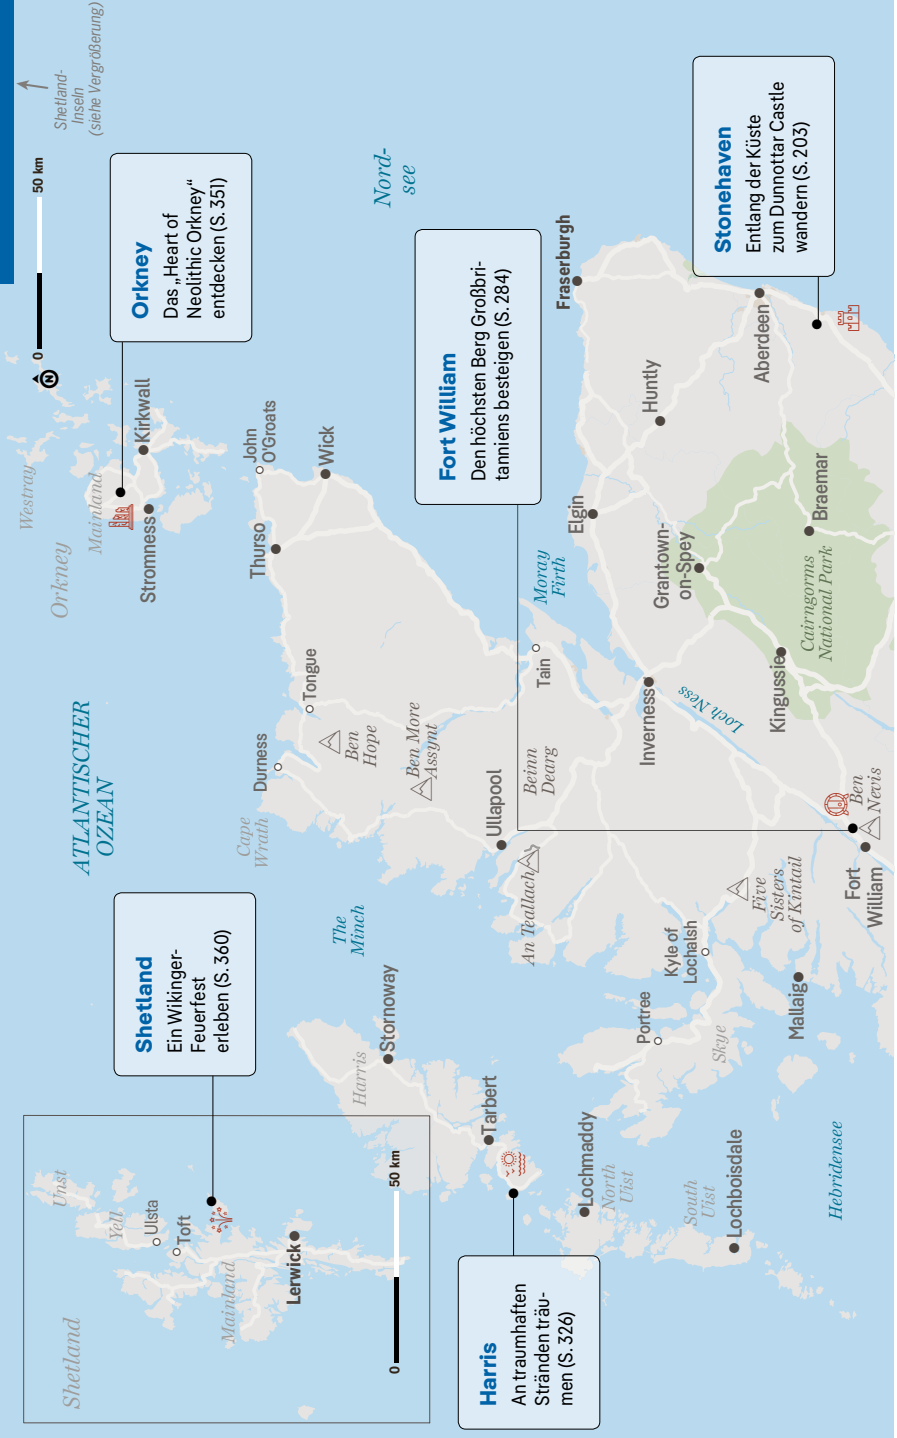 Shetland
Unst
Yell
Ulsta
Toft
Mainland
Lerwick
0
50 km
Shetland
Ein Wikinger-
Feuerfest
erleben (S. 360)
ATLANTISCHER
OZEAN
Orkney
Westray
Mainland
Stromness
Kirkwall
Orkney
Das „Heart of
Neolithic Orkney“
entdecken (S. 351)
0
50 km
N
Shetland-
Inseln
(siehe Vergrößerung)
Nord-
see
Cape
Wrath
Durness
Tongue
Thurso
John
O'Groats
Wick
Ben
Hope
Ben More
Assynt
The
Minch
Harris
Stornoway
Tarbert
Harris
An traumhaften
Stränden träu-
men (S. 326)
Ullapool
An Teallach
Beinn
Dearg
Tain
Moray
Firth
Fort William
Den höchsten Berg Großbri-
tanniens besteigen (S. 284)
Elgin
Fraserburgh
Lochmaddy
North
Uist
South
Uist
Lochboisdale
Portree
Skye
Kyle of
Lochalsh
Five
Sisters
of Kintail
Mallaig
Inverness
Loch Ness
Grantown-
on-Spey
Huntly
Aberdeen
Stonehaven
Entlang der Küste
zum Dunnottar Castle
wandern (S. 203)
Kingussie
Cairngorms
National Park
Braemar
Ben
Nevis
Fort
William
Hebridensee